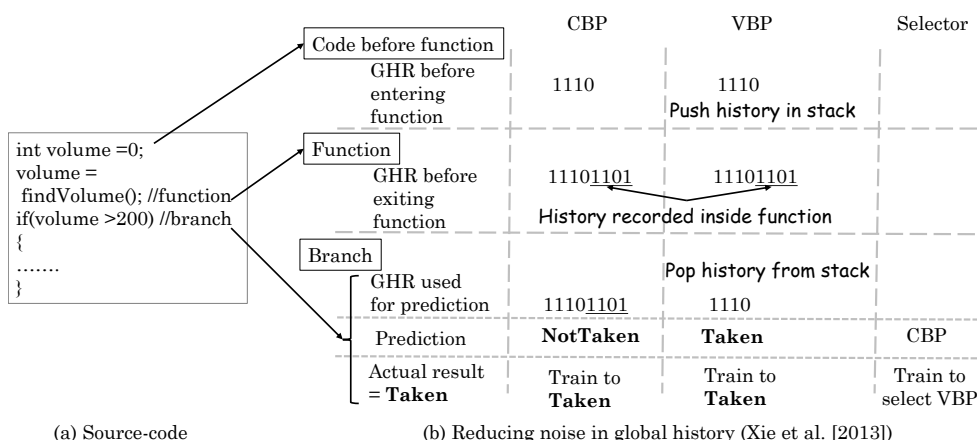 CBP VBP Selector
Code before function
GHR before
entering
function
1110 1110
Push history in stack
int volume =0;
volume =
findVolume(); //function
if(volume >200) //branch
{
.......
}
Function
GHR before
exiting
function
11101101 11101101
History recorded inside function
Branch
Pop history from stack
GHR used
for prediction
11101101 1110
Prediction NotTaken Taken CBP
Actual result
= Taken
Train to
Taken
Train to
Taken
Train to
select VBP
(a) Source-code (b) Reducing noise in global history (Xie et al. [2013])